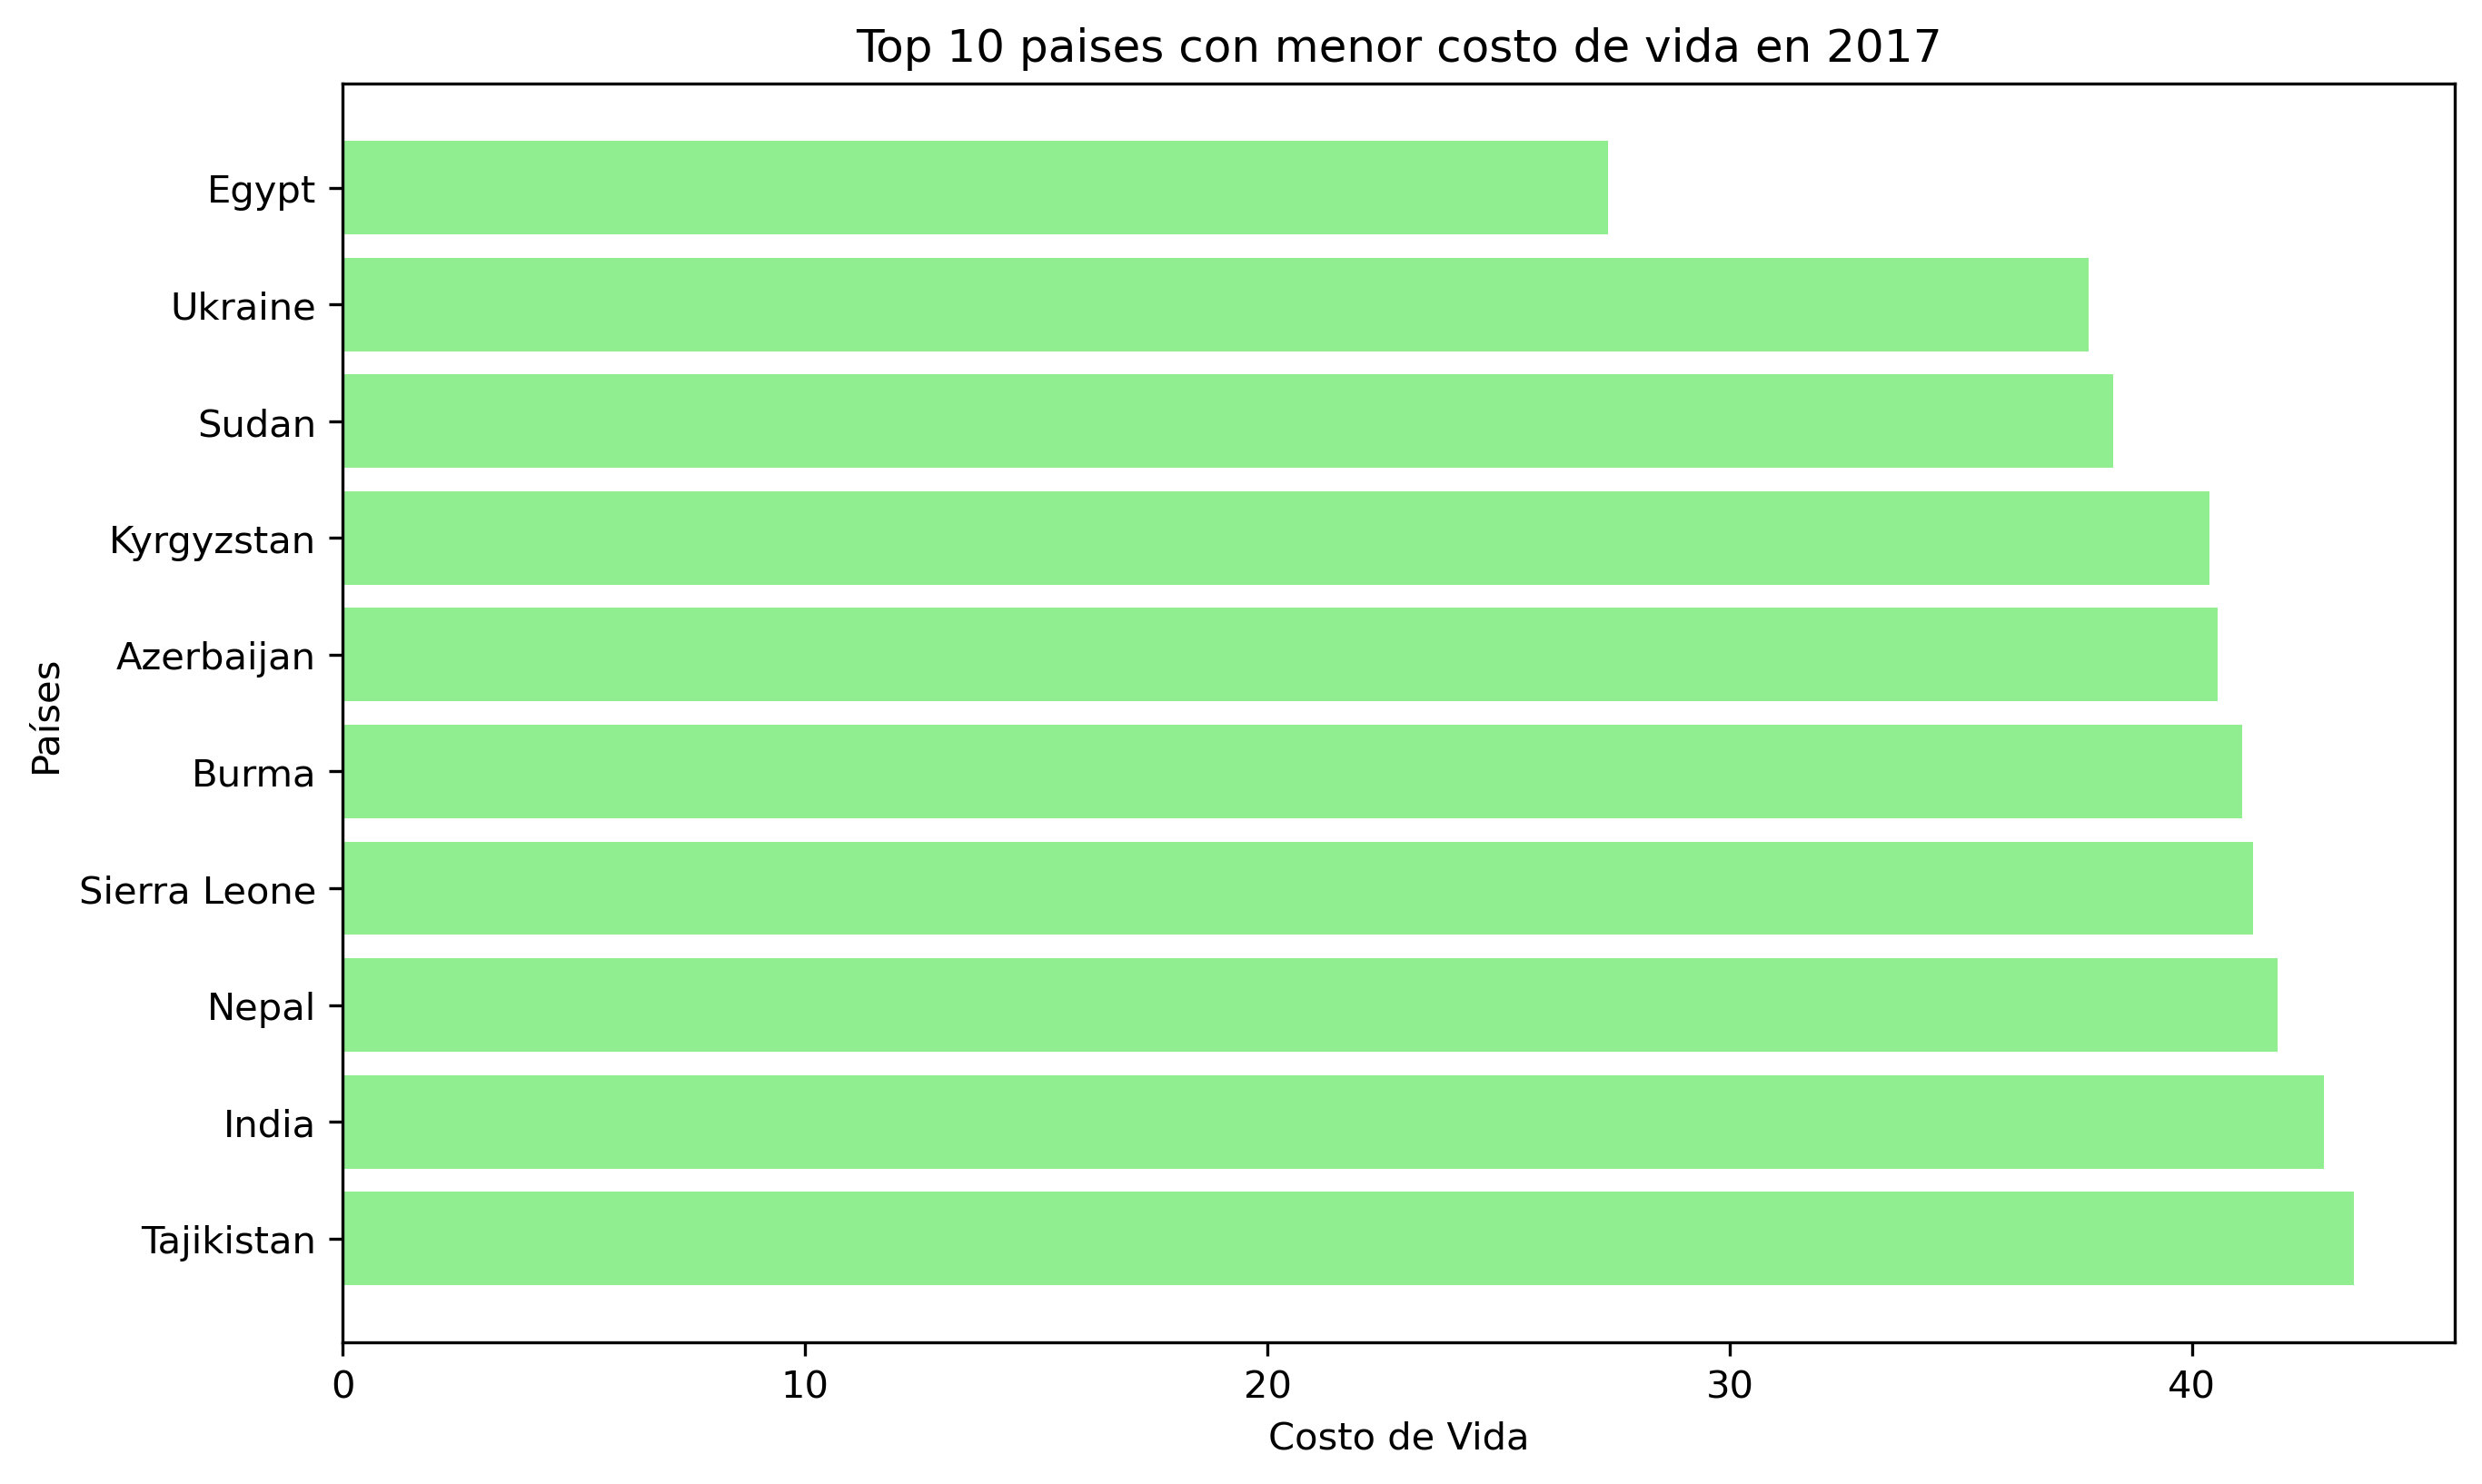 Top 10 paises con menor costo de vida en 2017
Egypt
Ukraine
Sudan
Kyrgyzstan
Azerbaijan
Burma
Sierra Leone
Nepal
India
Tajikistan
Países
0 10 20 30 40
Costo de Vida